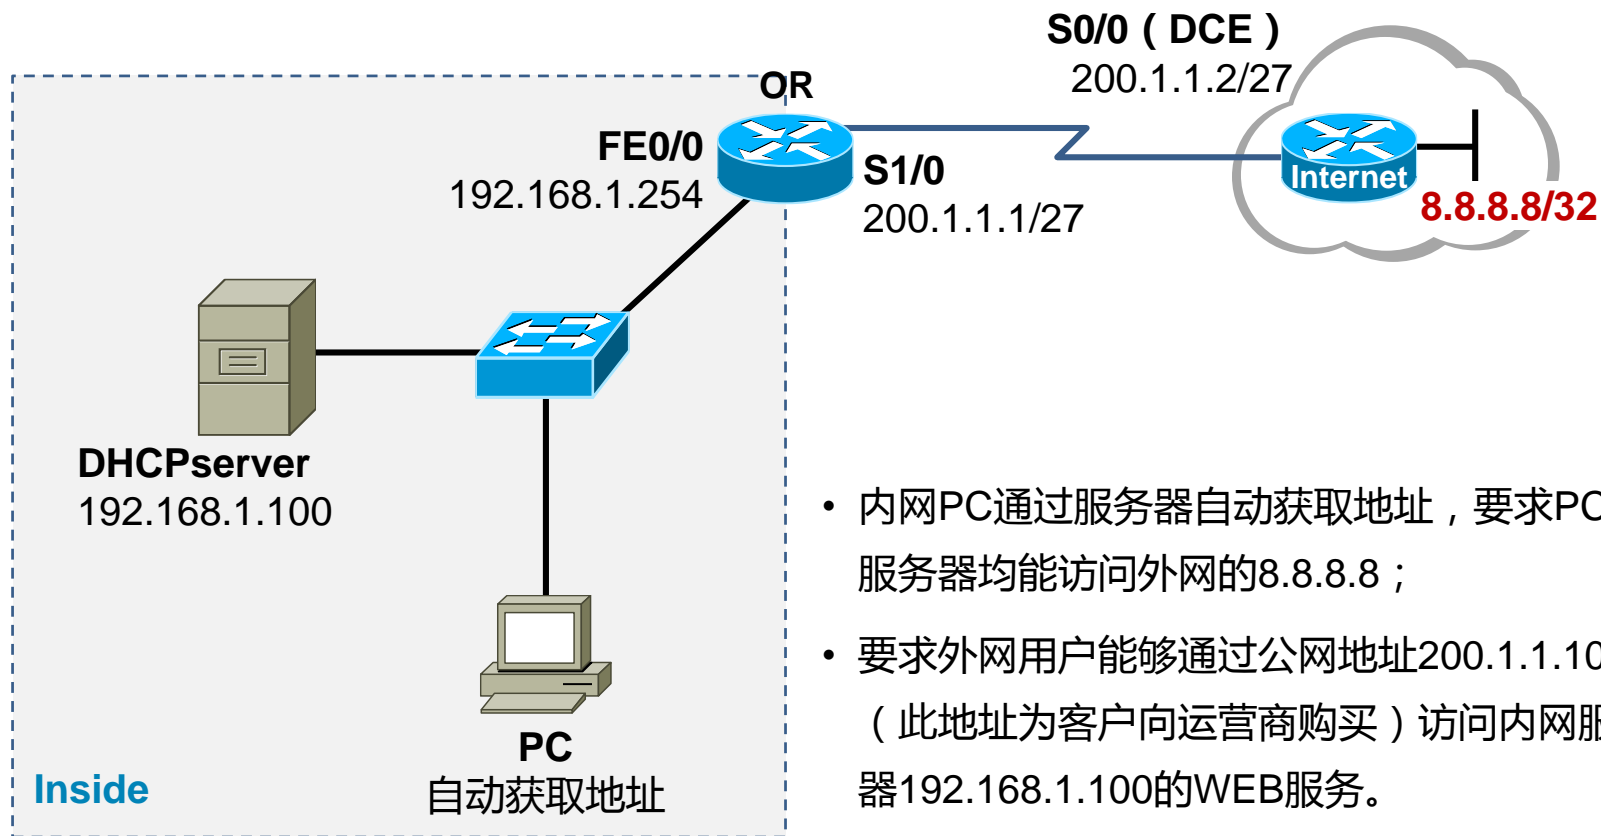 S0/0（DCE）
200.1.1.2/27
OR
FE0/0
192.168.1.254
S1/0
200.1.1.1/27
Internet
8.8.8.8/32
DHCPserver
192.168.1.100
PC
自动获取地址
Inside
• 内网PC通过服务器自动获取地址，要求PC
服务器均能访问外网的8.8.8.8；
• 要求外网用户能够通过公网地址200.1.1.10
（此地址为客户向运营商购买）访问内网服
器192.168.1.100的WEB服务。